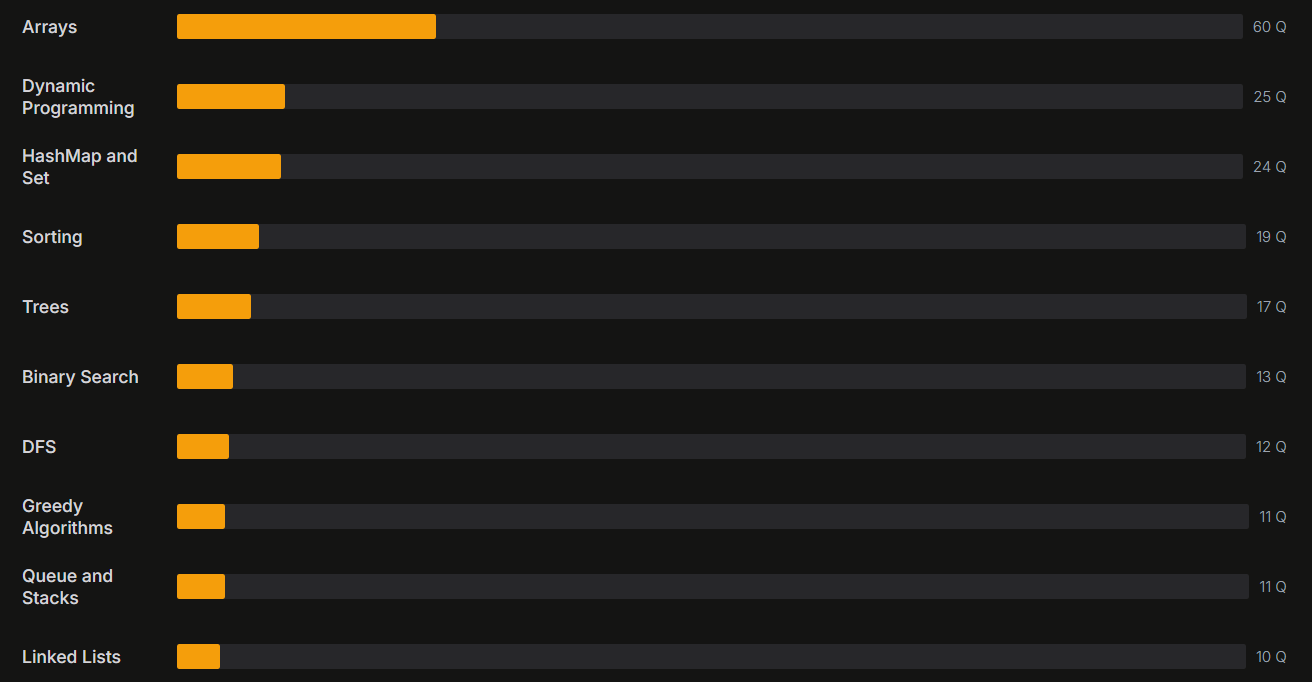 Arrays
60 Q
Dynamic
Programming
25 Q
HashMap and
Set
24 Q
Sorting
19 Q
Trees
17 Q
Binary Search
13 Q
DFS
12 Q
Greedy
Algorithms
11 Q
Queue and
Stacks
11 Q
Linked Lists
10 Q